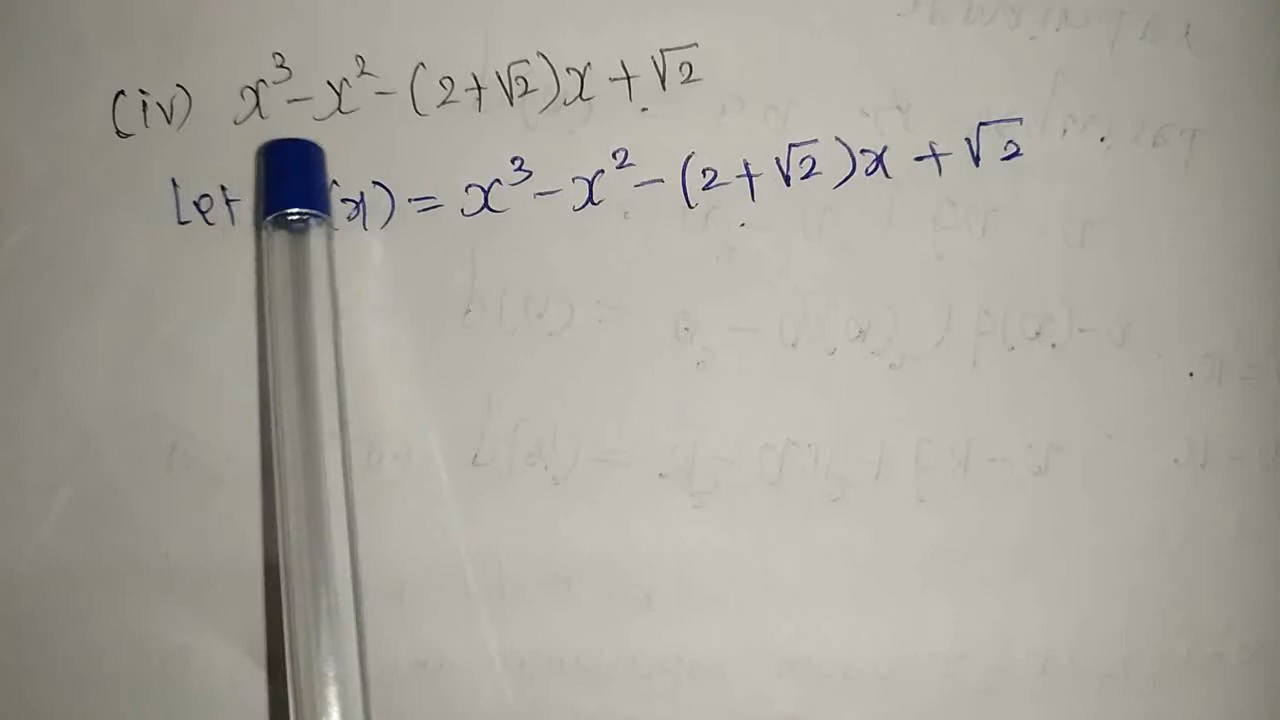 (iv) x³-x²-(2+√2)x+√2
Let (x) = x³-x²-(2+√2)x+√2